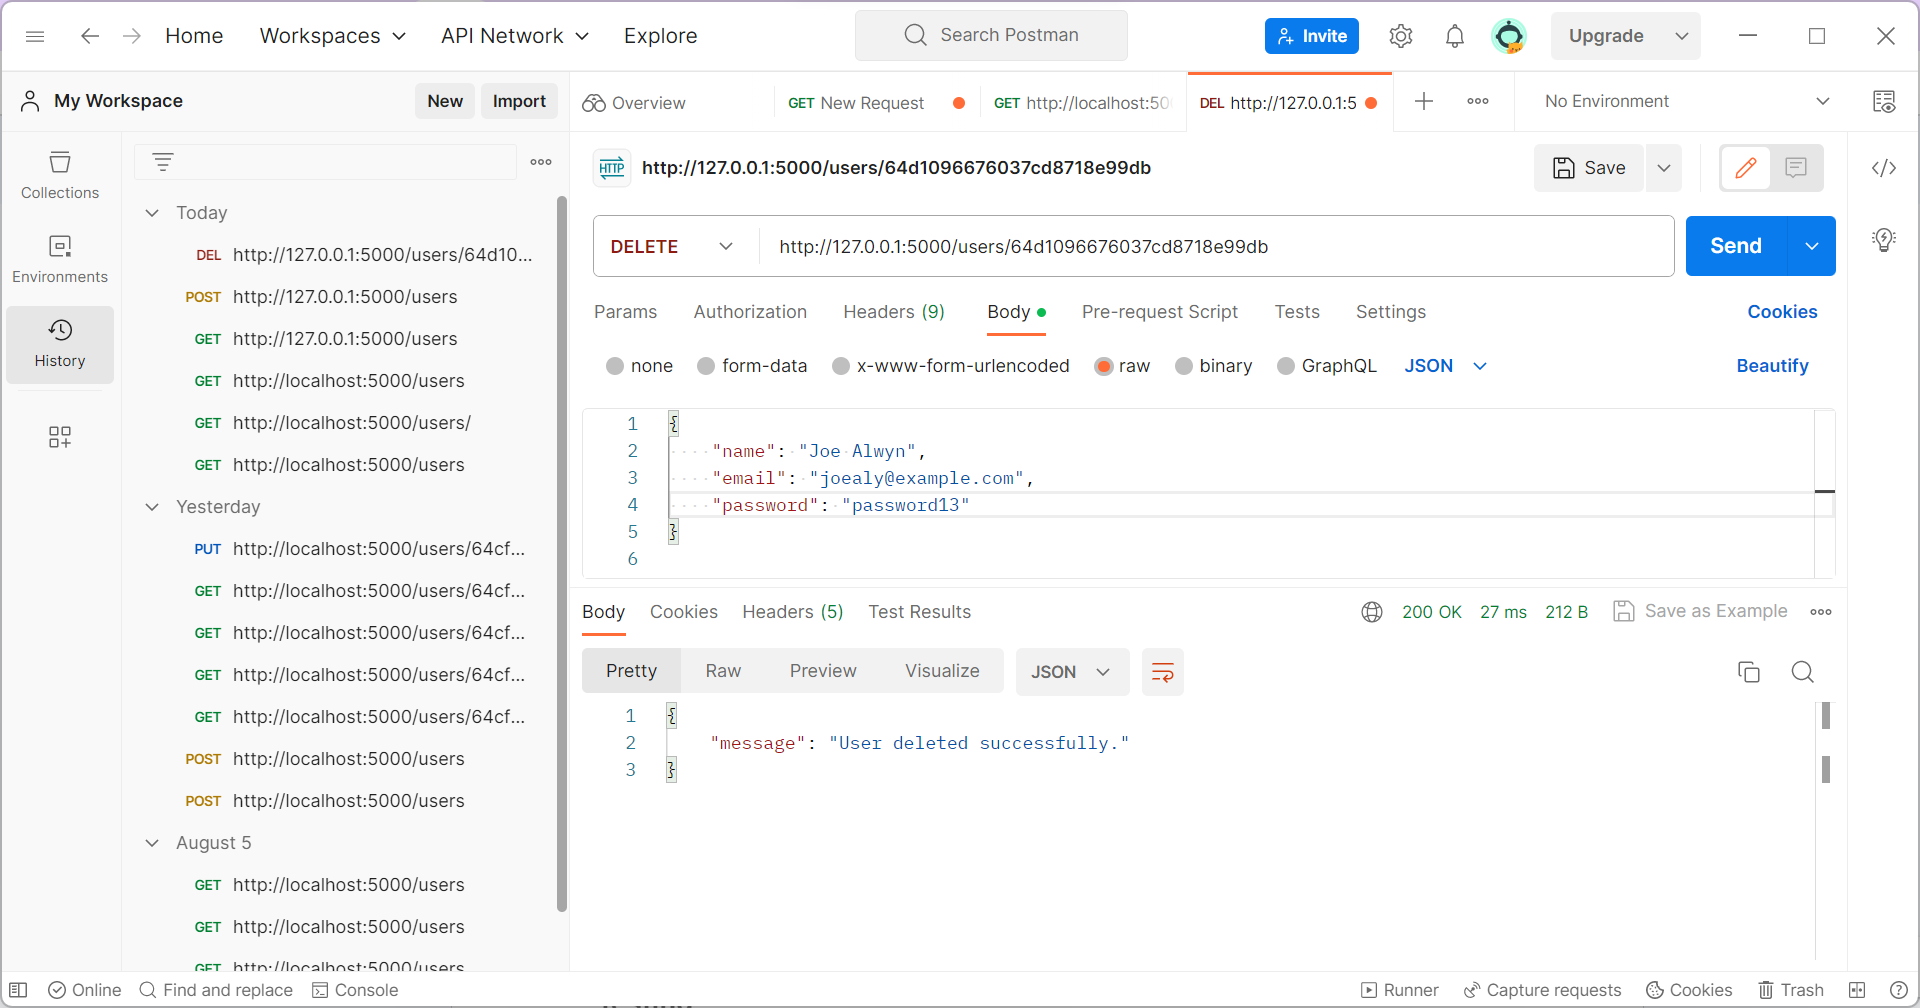 Home Workspaces API Network Explore Search Postman Invite Upgrade
My Workspace New Import Overview GET New Request GET http://localhost:50 DEL http://127.0.0.1:5 No Environment
Collections
Environments
History
Today
DEL http://127.0.0.1:5000/users/64d10...
POST http://127.0.0.1:5000/users
GET http://127.0.0.1:5000/users
GET http://localhost:5000/users
GET http://localhost:5000/users/
GET http://localhost:5000/users
Yesterday
PUT http://localhost:5000/users/64cf...
GET http://localhost:5000/users/64cf...
GET http://localhost:5000/users/64cf...
GET http://localhost:5000/users/64cf...
GET http://localhost:5000/users/64cf...
POST http://localhost:5000/users
POST http://localhost:5000/users
August 5
GET http://localhost:5000/users
GET http://localhost:5000/users
GET http://localhost:5000/users
HTTP http://127.0.0.1:5000/users/64d1096676037cd8718e99db Save
DELETE http://127.0.0.1:5000/users/64d1096676037cd8718e99db Send
Params Authorization Headers (9) Body Pre-request Script Tests Settings Cookies
none form-data x-www-form-urlencoded raw binary GraphQL JSON Beautify
1 {
2 "name": "Joe Alwyn",
3 "email": "joealy@example.com",
4 "password": "password13"
5 }
6
Body Cookies Headers (5) Test Results 200 OK 27 ms 212 B Save as Example
Pretty Raw Preview Visualize JSON
1 {
2 "message": "User deleted successfully."
3 }
Online Find and replace Console Runner Capture requests Cookies Trash